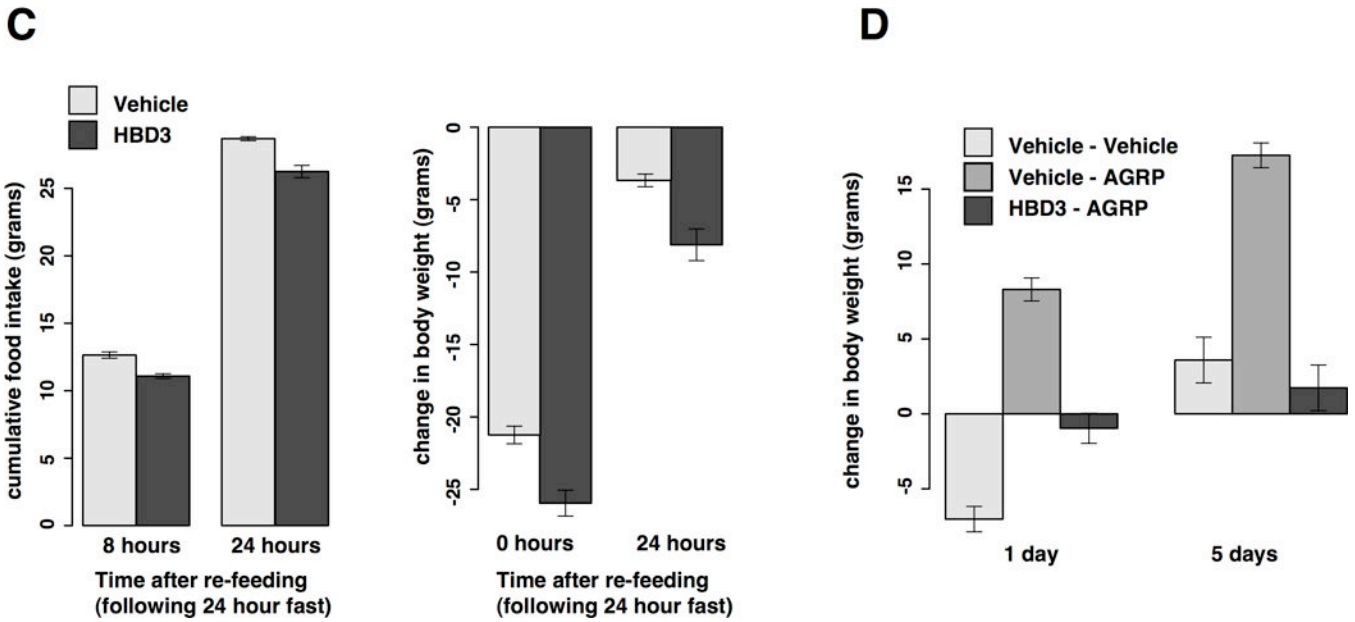 C
Vehicle
HBD3
cumulative food intake (grams)
25
20
15
10
5
0
8 hours
24 hours
Time after re-feeding
(following 24 hour fast)
change in body weight (grams)
0
-5
-10
-15
-20
-25
0 hours
24 hours
Time after re-feeding
(following 24 hour fast)
D
Vehicle - Vehicle
Vehicle - AGRP
HBD3 - AGRP
change in body weight (grams)
15
10
5
0
-5
1 day
5 days